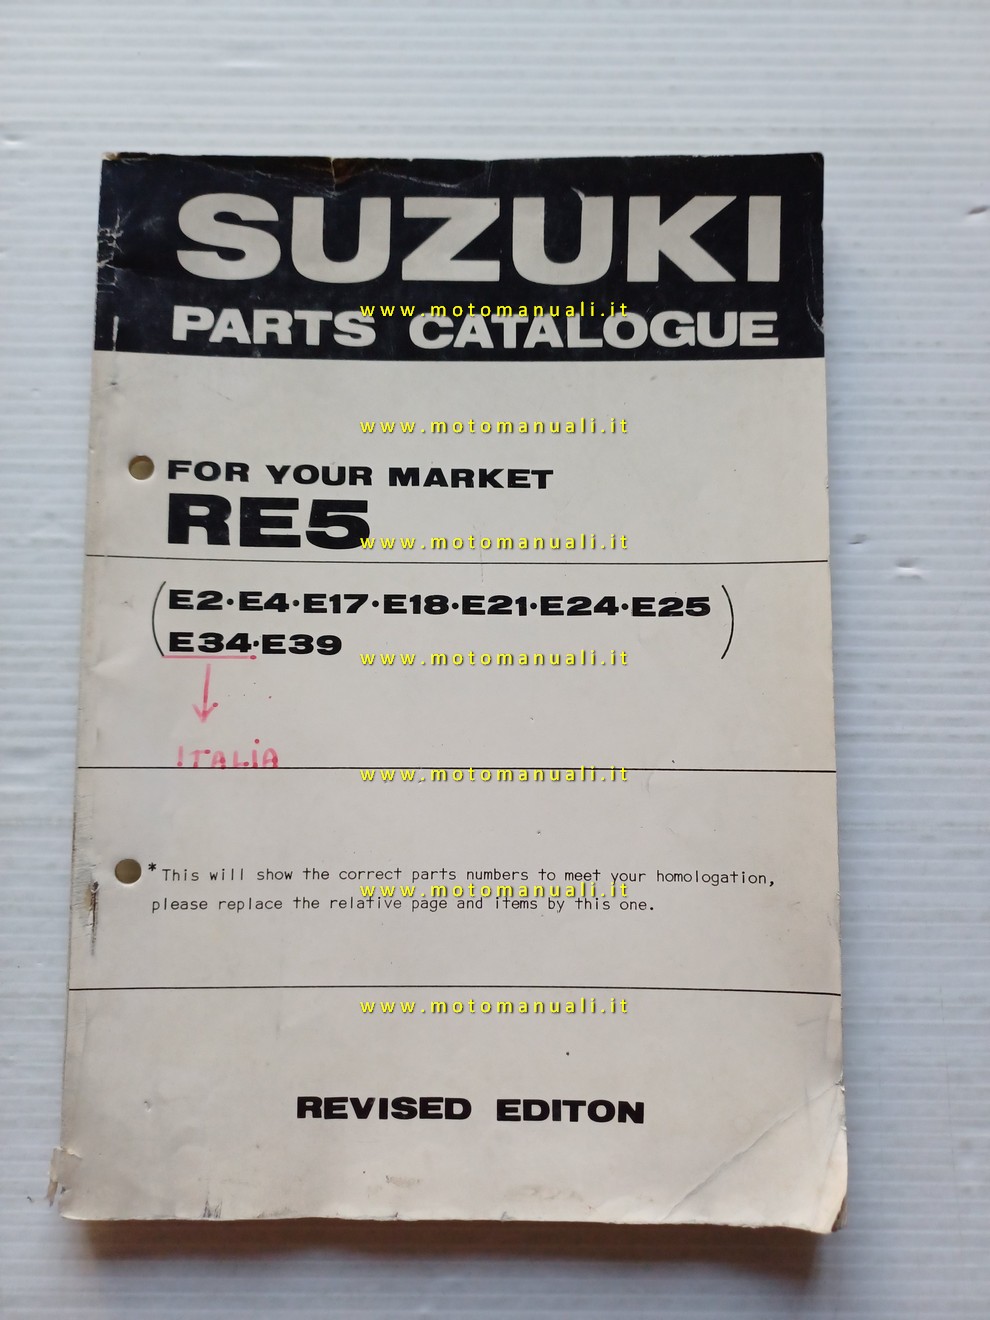 SUZUKI
www.motomanuali.it
PARTS CATALOGUE
www.motomanuali.it
FOR YOUR MARKET
RE5
www.motomanuali.it
(E2·E4·E17·E18·E21·E24·E25
E34·E39)
www.motomanuali.it
ITALIA
www.motomanuali.it
*This will show the correct parts numbers to meet your homologation,
www.motomanuali.it
please replace the relative page and items by this one.
www.motomanuali.it
REVISED EDITON